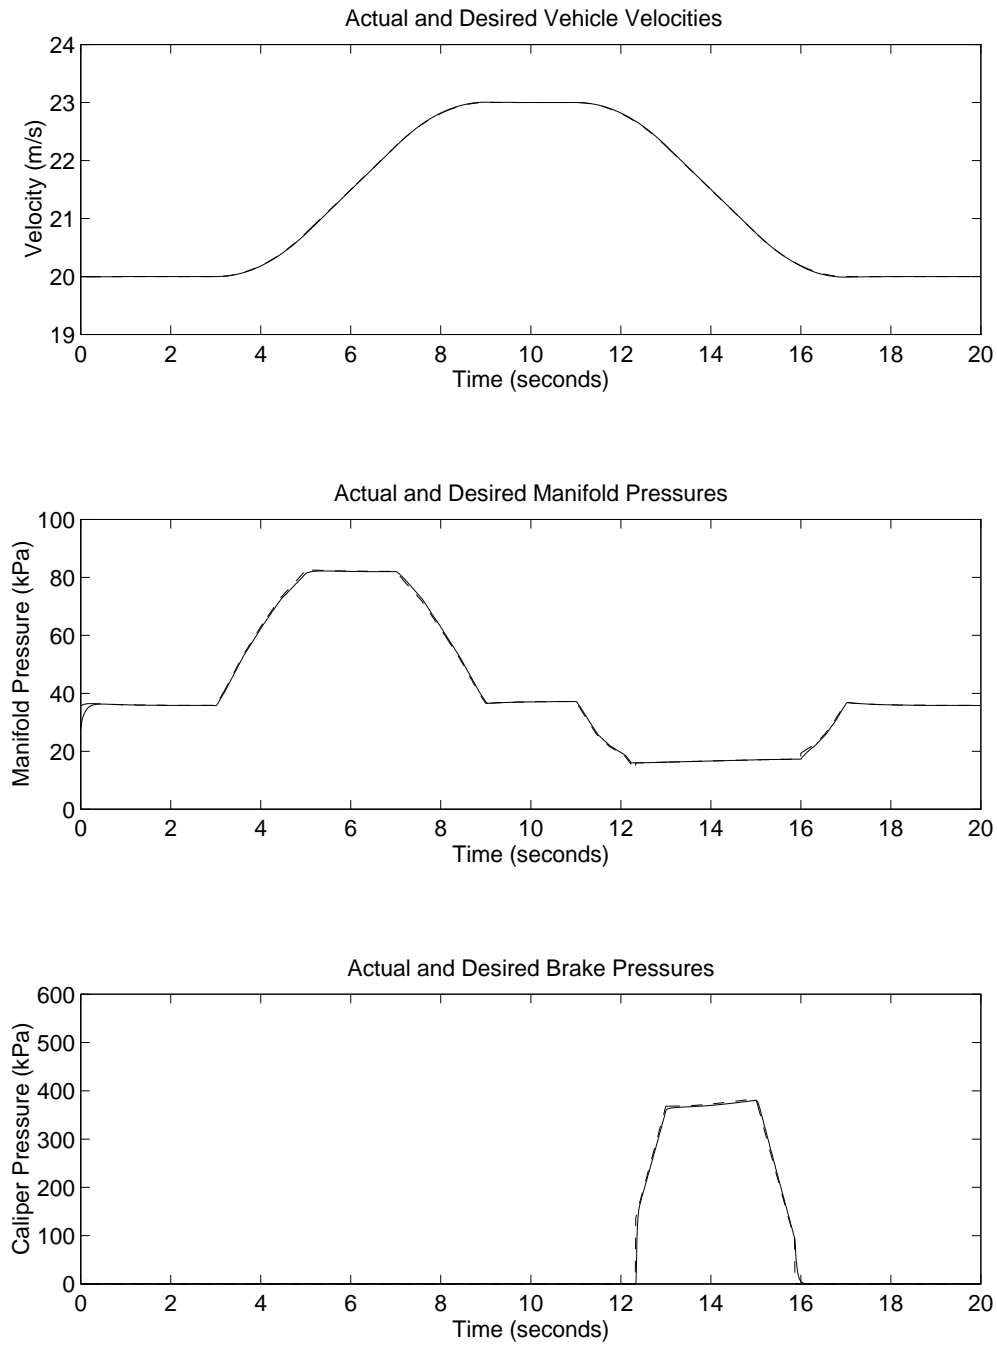 Actual and Desired Vehicle Velocities
24
23
22
21
20
19
Velocity (m/s)
0 2 4 6 8 10 12 14 16 18 20
Time (seconds)
Actual and Desired Manifold Pressures
100
80
60
40
20
0
Manifold Pressure (kPa)
0 2 4 6 8 10 12 14 16 18 20
Time (seconds)
Actual and Desired Brake Pressures
600
500
400
300
200
100
0
Caliper Pressure (kPa)
0 2 4 6 8 10 12 14 16 18 20
Time (seconds)